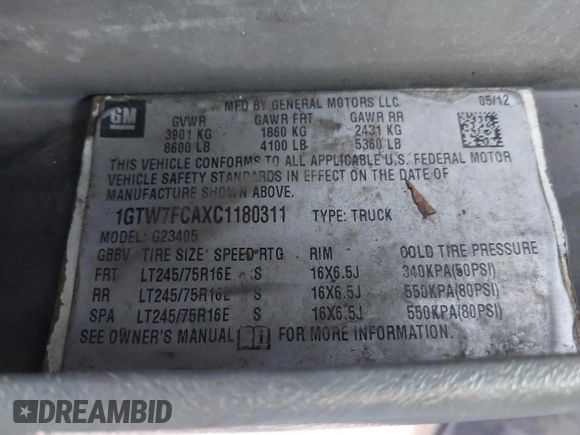 GM
MFD BY GENERAL MOTORS LLC 05/12
GVWR GAWR FRT GAWR RR
3901 KG 1860 KG 2431 KG
8600 LB 4100 LB 5360 LB
THIS VEHICLE CONFORMS TO ALL APPLICABLE U.S. FEDERAL MOTOR
VEHICLE SAFETY STANDARDS IN EFFECT ON THE DATE OF
MANUFACTURE SHOWN ABOVE.
1GTW7FCAXC1180311 TYPE: TRUCK
MODEL: G23405
GBBV TIRE SIZE SPEED RTG RIM COLD TIRE PRESSURE
FRT LT245/75R16E S 16X6.5J 340KPA(50PSI)
RR LT245/75R16E S 16X6.5J 550KPA(80PSI)
SPA LT245/75R16E S 16X6.5J 550KPA(80PSI)
SEE OWNER'S MANUAL FOR MORE INFORMATION.
DREAMBID